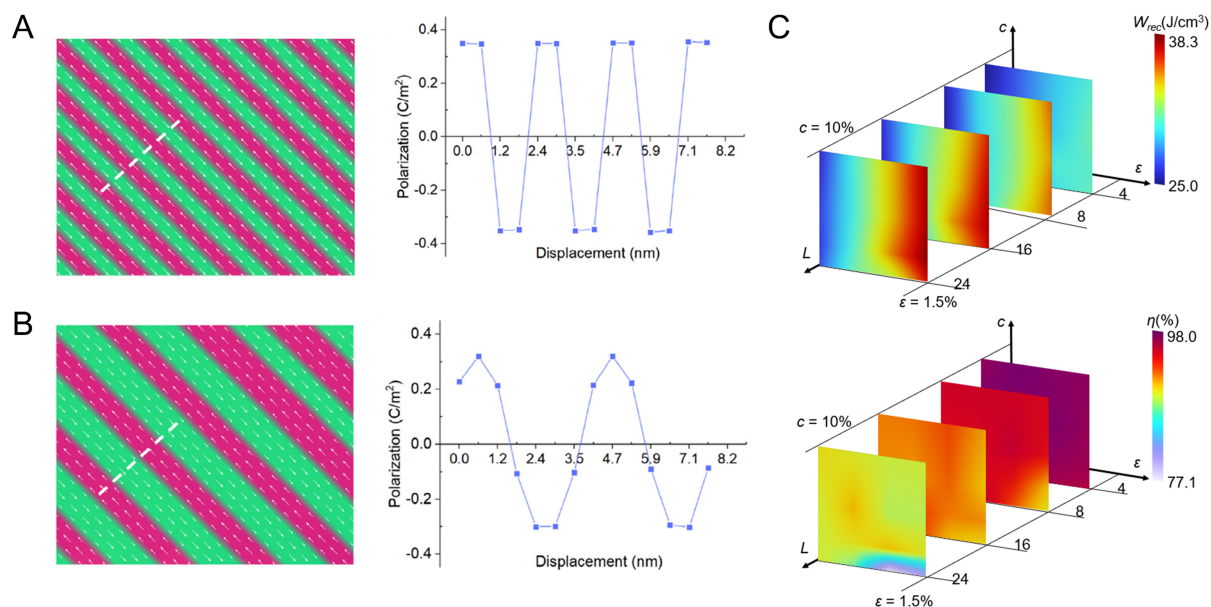 A
0.4
0.2
0.0
-0.2
-0.4
Polarization (C/m²)
0.0 1.2 2.4 3.5 4.7 5.9 7.1 8.2
Displacement (nm)
B
0.4
0.2
0.0
-0.2
-0.4
Polarization (C/m²)
0.0 1.2 2.4 3.5 4.7 5.9 7.1 8.2
Displacement (nm)
C
c
Wrec(J/cm³)
38.3
25.0
c = 10%
ε
4
8
16
24
L
ε = 1.5%
c
η(%)
98.0
77.1
c = 10%
ε
4
8
16
24
L
ε = 1.5%